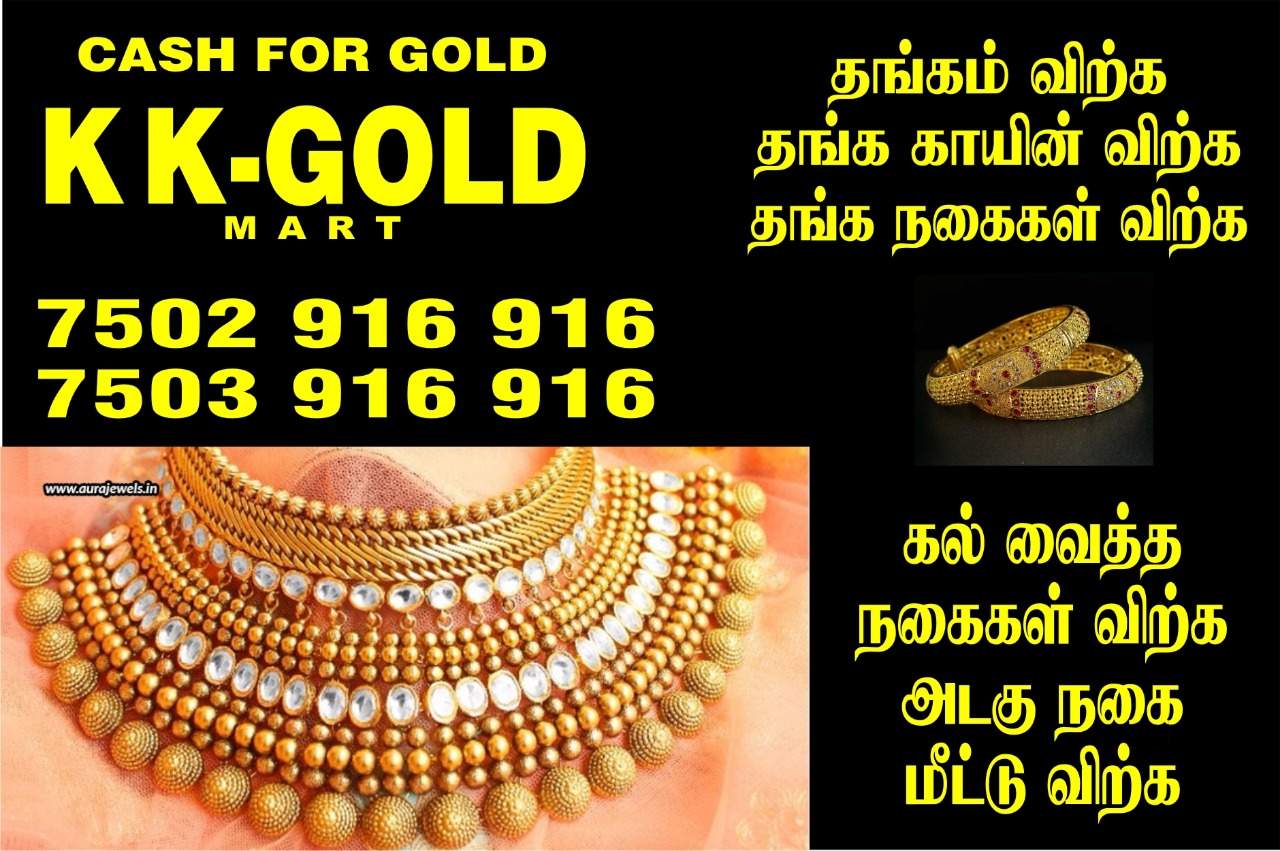 CASH FOR GOLD
KK-GOLD
MART
7502 916 916
7503 916 916
www.aurajewels.in
தங்கம் விற்க
தங்க காயின் விற்க
தங்க நகைகள் விற்க
கல் வைத்த
நகைகள் விற்க
அடகு நகை
மீட்டு விற்க